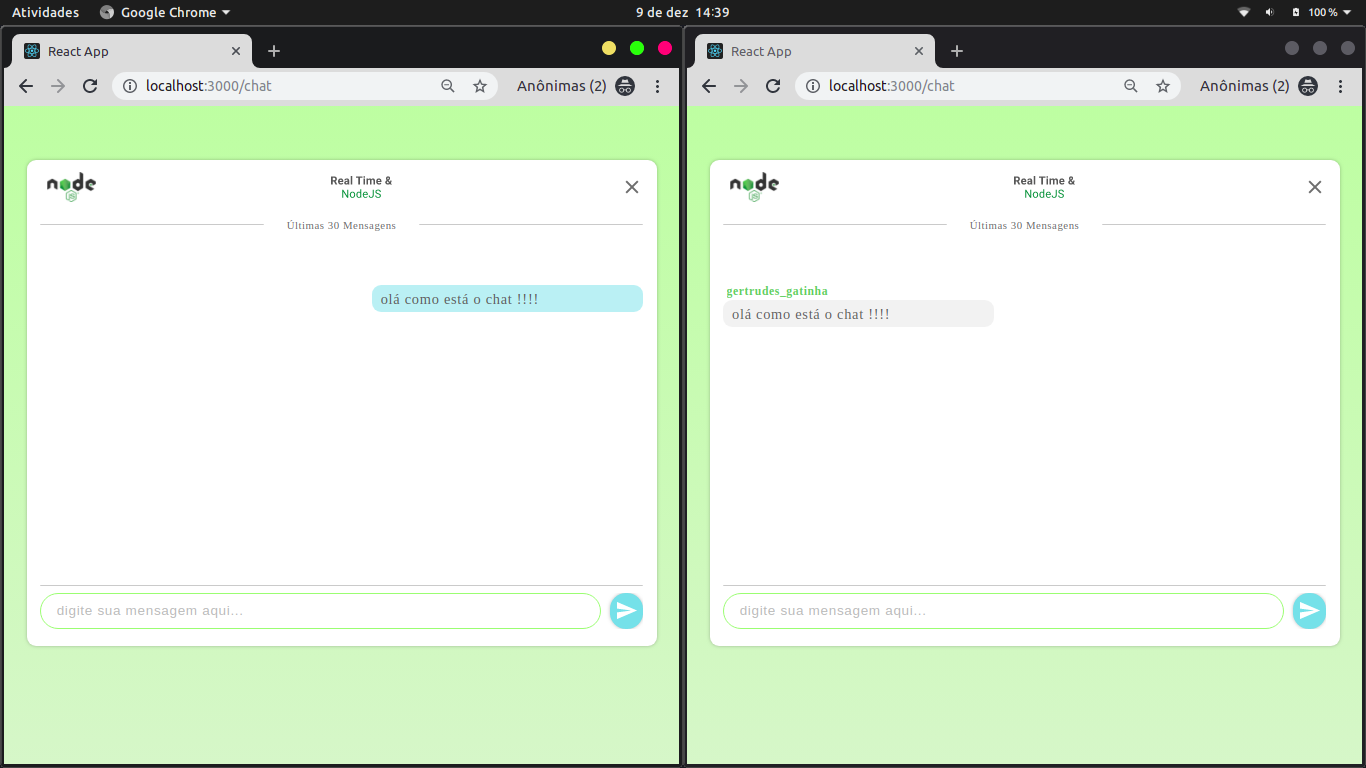 Atividades Google Chrome 9 de dez 14:39 100 %
React App
localhost:3000/chat Anônimas (2)
node
JS
Real Time &
NodeJS
Últimas 30 Mensagens
olá como está o chat !!!!
digite sua mensagem aqui...
React App
localhost:3000/chat Anônimas (2)
node
JS
Real Time &
NodeJS
Últimas 30 Mensagens
gertrudes_gatinha
olá como está o chat !!!!
digite sua mensagem aqui...